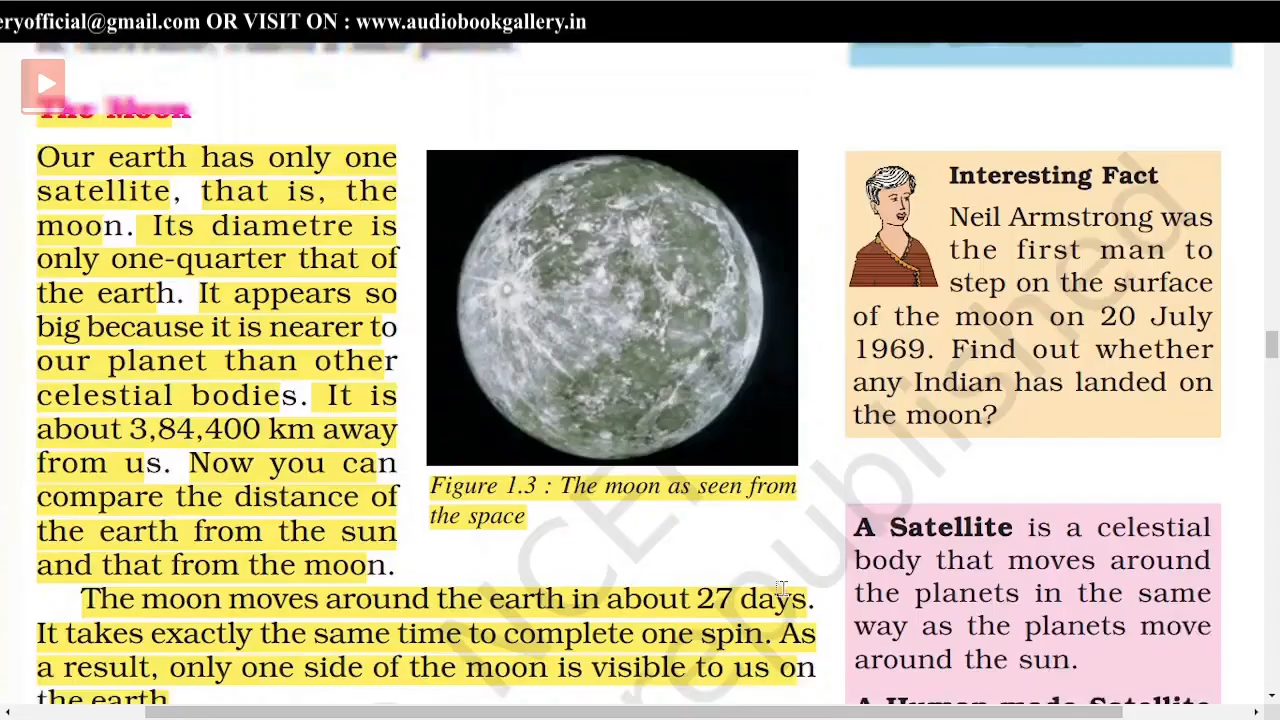 eryofficial@gmail.com OR VISIT ON : www.audiobookgallery.in
The Moon
Our earth has only one
satellite, that is, the
moon. Its diametre is
only one-quarter that of
the earth. It appears so
big because it is nearer to
our planet than other
celestial bodies. It is
about 3,84,400 km away
from us. Now you can
compare the distance of
the earth from the sun
and that from the moon.
The moon moves around the earth in about 27 days.
It takes exactly the same time to complete one spin. As
a result, only one side of the moon is visible to us on
the earth
Figure 1.3 : The moon as seen from
the space
Interesting Fact
Neil Armstrong was
the first man to
step on the surface
of the moon on 20 July
1969. Find out whether
any Indian has landed on
the moon?
A Satellite is a celestial
body that moves around
the planets in the same
way as the planets move
around the sun.
A Human made Satellite
republished